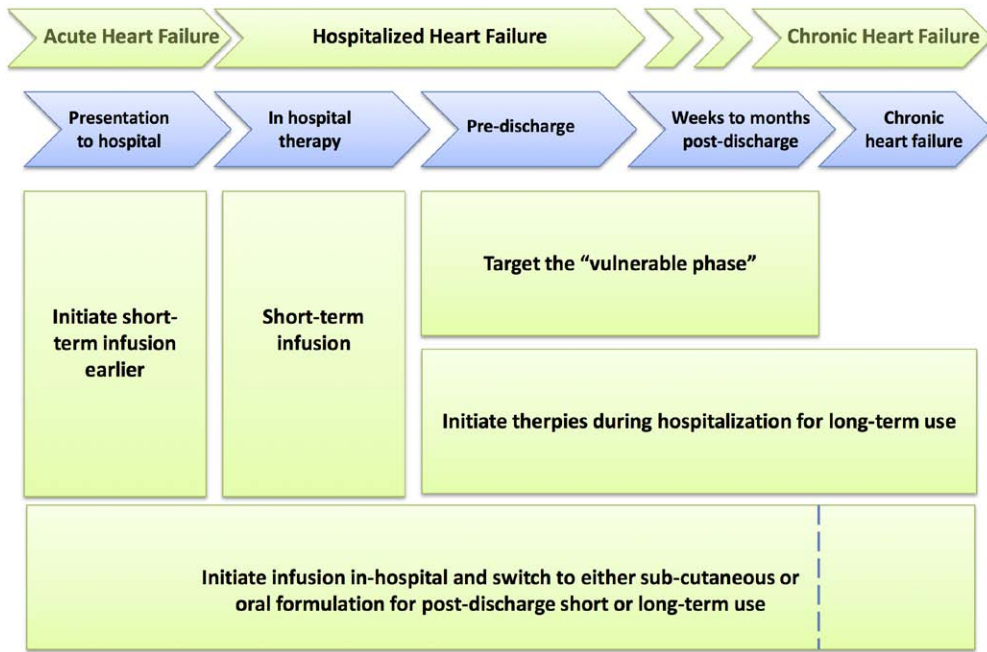 Acute Heart Failure
Hospitalized Heart Failure
Chronic Heart Failure
Presentation
to hospital
In hospital
therapy
Pre-discharge
Weeks to months
post-discharge
Chronic
heart failure
Initiate short-
term infusion
earlier
Short-term
infusion
Target the “vulnerable phase”
Initiate therpies during hospitalization for long-term use
Initiate infusion in-hospital and switch to either sub-cutaneous or
oral formulation for post-discharge short or long-term use